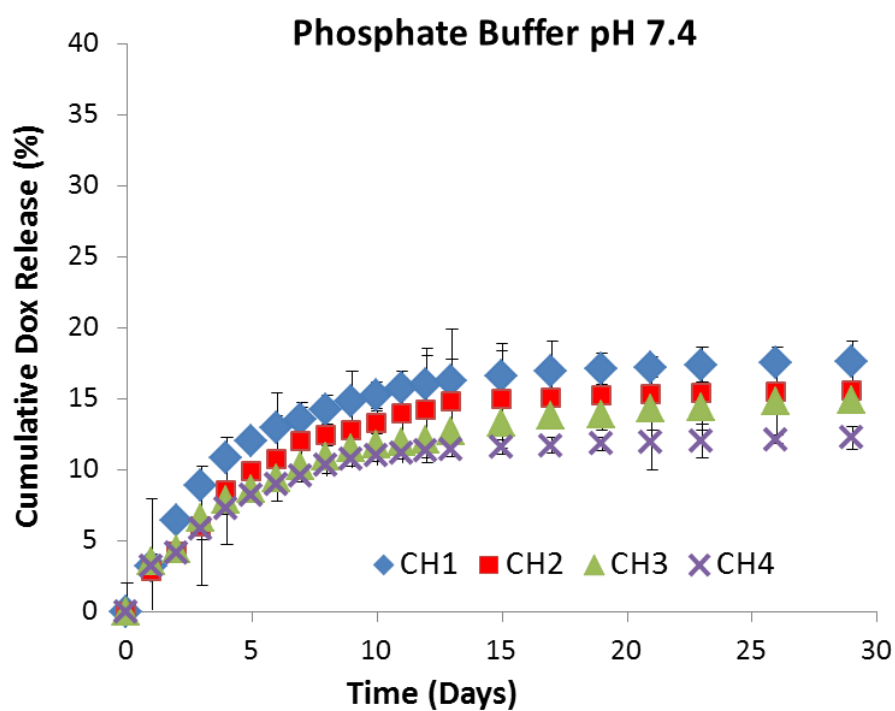 Phosphate Buffer pH 7.4
Cumulative Dox Release (%)
40
35
30
25
20
15
10
5
0
CH1 CH2 CH3 CH4
0 5 10 15 20 25 30
Time (Days)